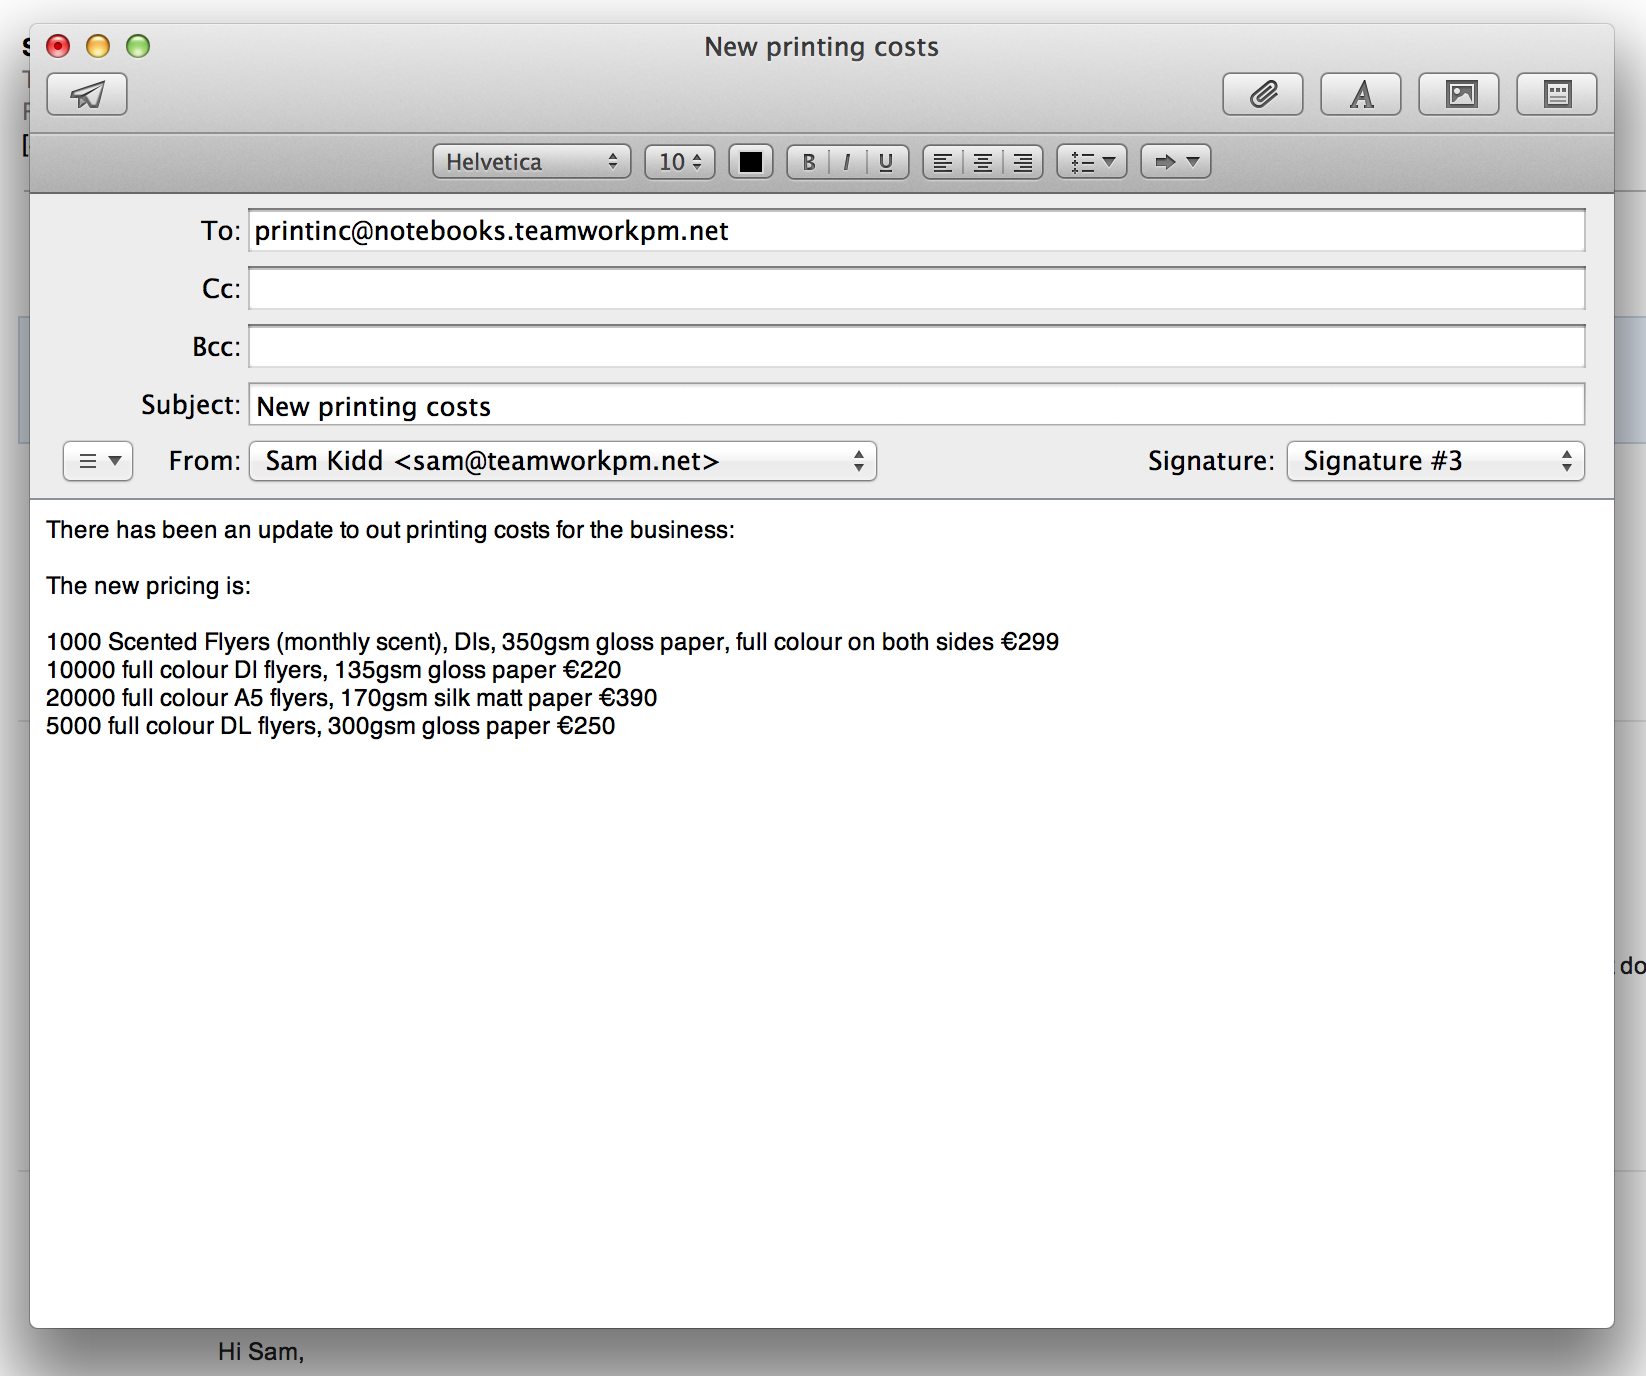 New printing costs
Helvetica
10
B I U
To: printinc@notebooks.teamworkpm.net
Cc:
Bcc:
Subject: New printing costs
From: Sam Kidd <sam@teamworkpm.net> Signature: Signature #3
There has been an update to out printing costs for the business:
The new pricing is:
1000 Scented Flyers (monthly scent), Dls, 350gsm gloss paper, full colour on both sides €299
10000 full colour Dl flyers, 135gsm gloss paper €220
20000 full colour A5 flyers, 170gsm silk matt paper €390
5000 full colour DL flyers, 300gsm gloss paper €250
do
Hi Sam,